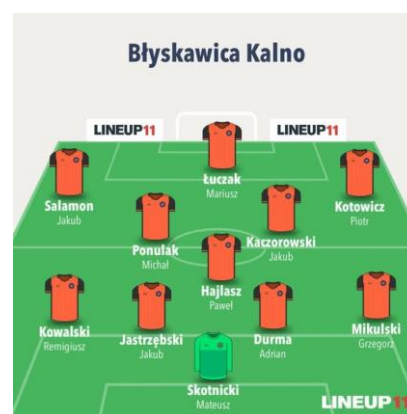 Błyskawica Kalno
LINEUP11 LINEUP11
Łuczak
Mariusz
Salamon
Jakub
Kotowicz
Piotr
Ponulak
Michał
Kaczorowski
Jakub
Hajlasz
Paweł
Kowalski
Remigiusz
Jastrzębski
Jakub
Durma
Adrian
Mikulski
Grzegorz
Skotnicki
Mateusz
LINEUP11